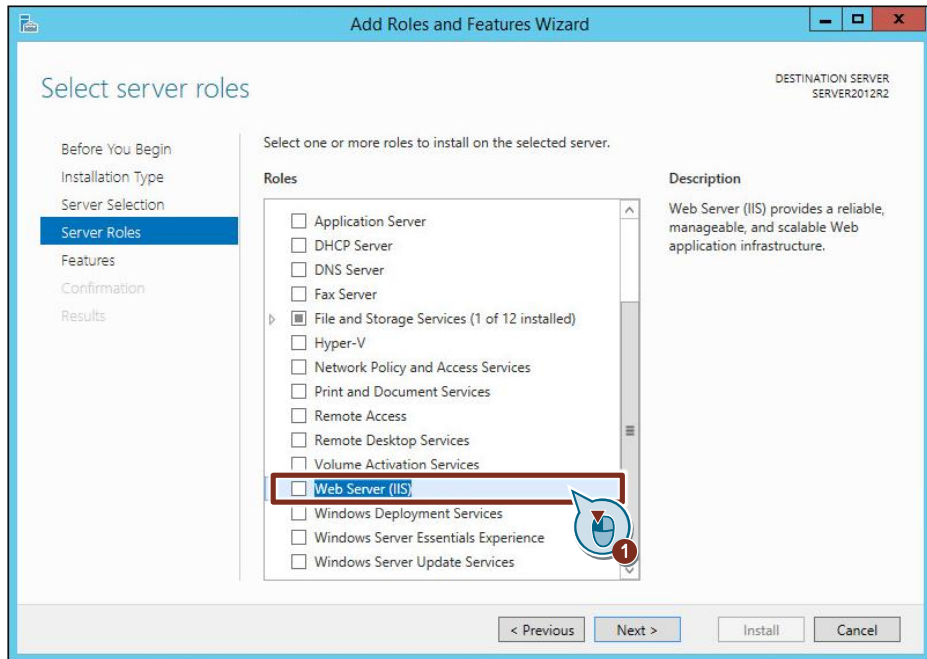 Add Roles and Features Wizard
Select server roles
DESTINATION SERVER
SERVER2012R2
Before You Begin
Installation Type
Server Selection
Server Roles
Features
Confirmation
Results
Select one or more roles to install on the selected server.
Roles
Application Server
DHCP Server
DNS Server
Fax Server
File and Storage Services (1 of 12 installed)
Hyper-V
Network Policy and Access Services
Print and Document Services
Remote Access
Remote Desktop Services
Volume Activation Services
Web Server (IIS)
Windows Deployment Services
Windows Server Essentials Experience
Windows Server Update Services
1
Description
Web Server (IIS) provides a reliable,
manageable, and scalable Web
application infrastructure.
< Previous
Next >
Install
Cancel